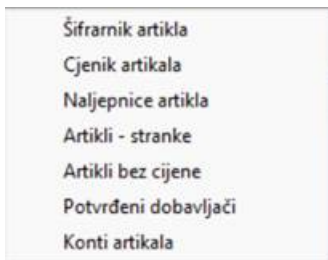 Šifrarnik artikla
Cjenik artikala
Naljepnice artikla
Artikli - stranke
Artikli bez cijene
Potvrđeni dobavljači
Konti artikala